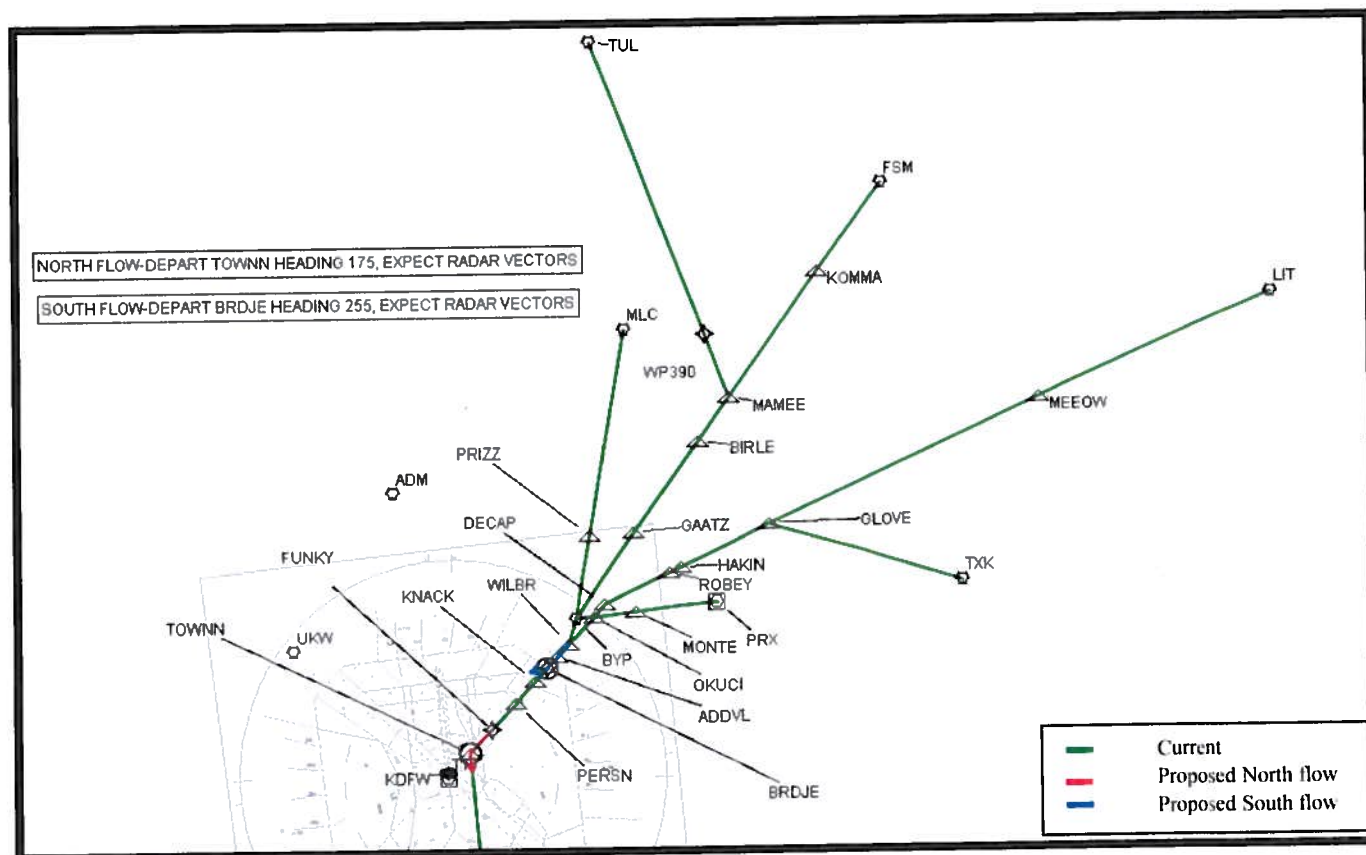 TUL
FSM
KOMMA
LIT
NORTH FLOW-DEPART TOWNN HEADING 175, EXPECT RADAR VECTORS
SOUTH FLOW-DEPART BRDJE HEADING 255, EXPECT RADAR VECTORS
MLC
WP390
MAMEE
MEEOW
BIRLE
PRIZZ
ADM
DECAP
GAATZ
GLOVE
FUNKY
HAKIN
TXK
WILBR
ROBEY
KNACK
TOWNN
PRX
MONTE
UKW
BYP
OKUCI
ADDVL
KDFW
PERSN
BRDJE
Current
Proposed North flow
Proposed South flow